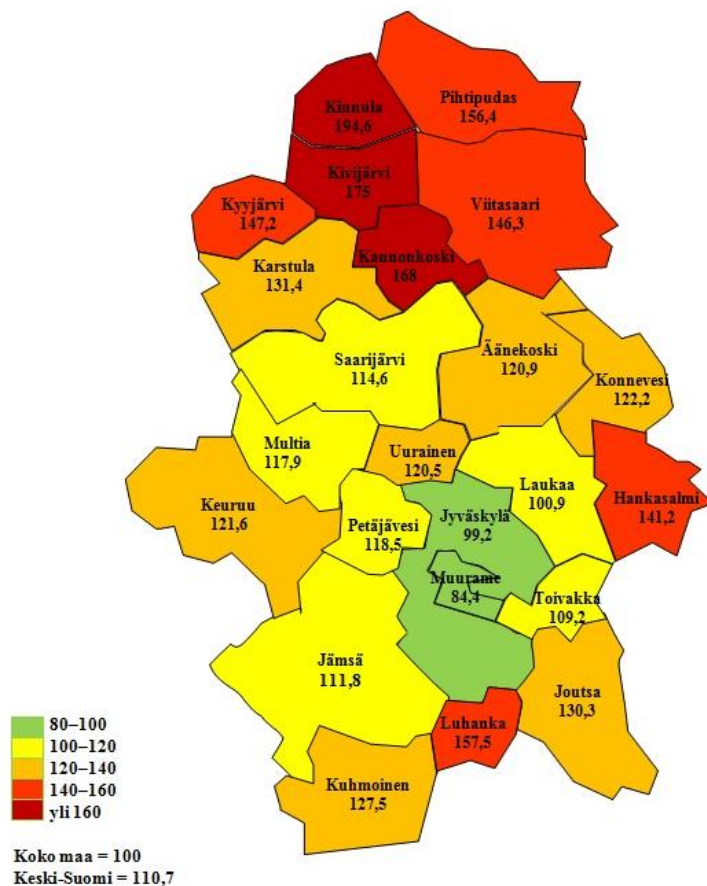 Pihtipudas
156,4
Kinnula
194,6
Kivijärvi
175
Kyyjärvi
147,2
Viitasaari
146,3
Kannonkoski
168
Karstula
131,4
Saarijärvi
114,6
Äänekoski
120,9
Konnevesi
122,2
Multia
117,9
Uurainen
120,5
Laukaa
100,9
Hankasalmi
141,2
Keuruu
121,6
Petäjävesi
118,5
Jyväskylä
99,2
Muurame
84,4
Toivakka
109,2
Jämsä
111,8
Joutsa
130,3
Luhanka
157,5
Kuhmoinen
127,5
80–100
100–120
120–140
140–160
yli 160
Koko maa = 100
Keski-Suomi = 110,7